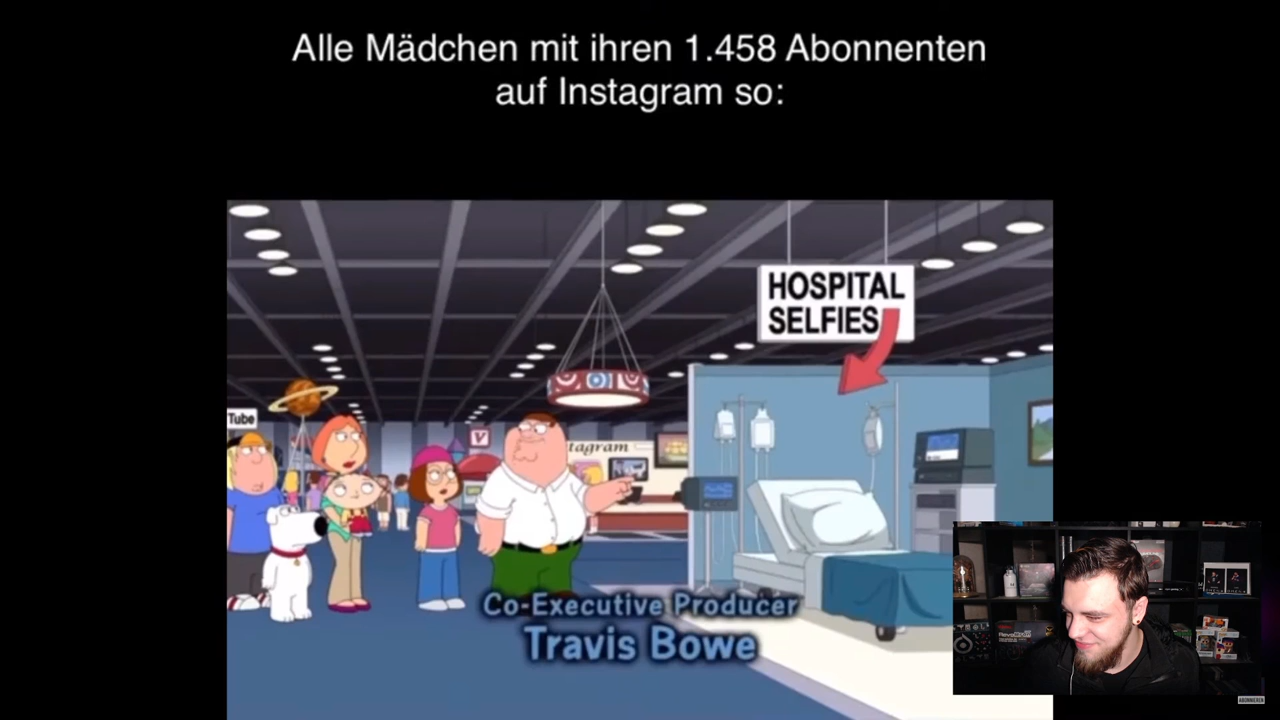 Alle Mädchen mit ihren 1.458 Abonnenten
auf Instagram so:
HOSPITAL
SELFIES
Tube
V
tagram
Co-Executive Producer
Travis Bowe
ABONNIEREN